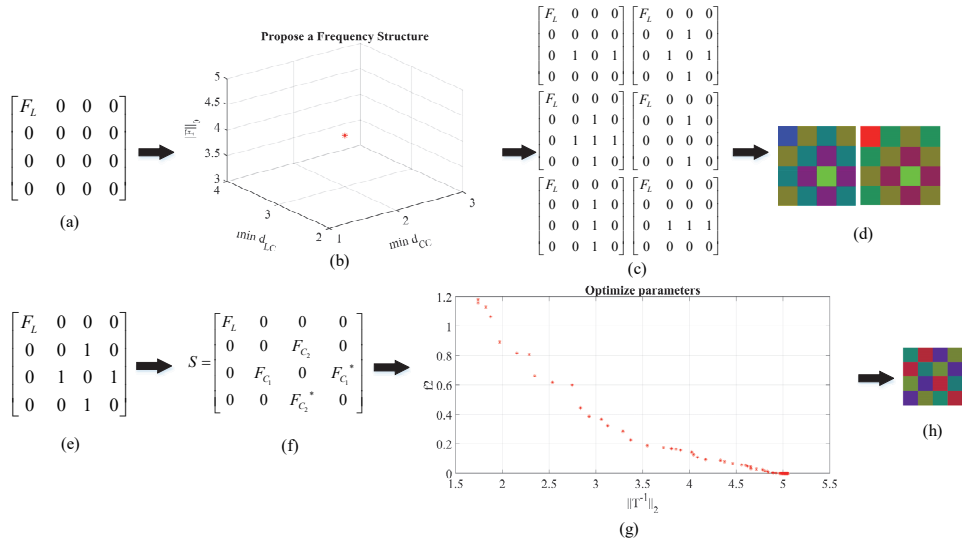 Propose a Frequency Structure
F_L 0 0 0
0 0 0 0
0 0 0 0
0 0 0 0
(a)
5
4.5
4
3.5
3
||F||_0
4
3
2
min d_LC
1
2
3
min d_CC
(b)
F_L 0 0 0
0 0 0 0
0 1 0 1
0 0 0 0
F_L 0 0 0
0 0 1 0
0 1 0 1
0 0 1 0
F_L 0 0 0
0 0 1 0
0 1 1 1
0 0 1 0
F_L 0 0 0
0 0 1 0
0 0 0 0
0 0 1 0
F_L 0 0 0
0 0 1 0
0 0 1 0
0 0 1 0
F_L 0 0 0
0 0 0 0
0 1 1 1
0 0 0 0
(c)
(d)
F_L 0 0 0
0 0 1 0
0 1 0 1
0 0 1 0
(e)
S =
F_L 0 0 0
0 0 F_{C_2} 0
0 F_{C_1} 0 F_{C_1}*
0 0 F_{C_2}* 0
(f)
Optimize parameters
1.2
1
0.8
0.6
0.4
0.2
0
f2
1.5 2 2.5 3 3.5 4 4.5 5 5.5
||T^{-1}||_2
(g)
(h)